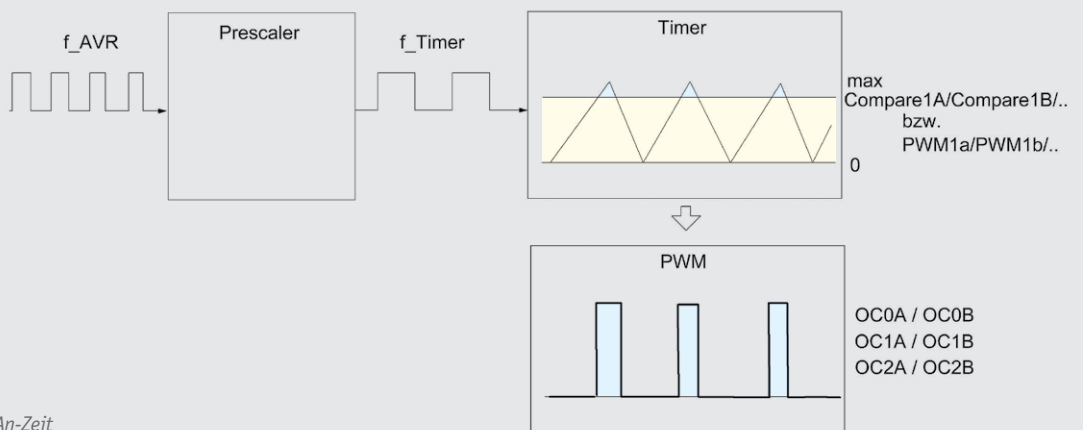 f_AVR
Prescaler
f_Timer
Timer
max
Compare1A/Compare1B/..
bzw.
PWM1a/PWM1b/..
0
PWM
OC0A / OC0B
OC1A / OC1B
OC2A / OC2B
An-Zeit